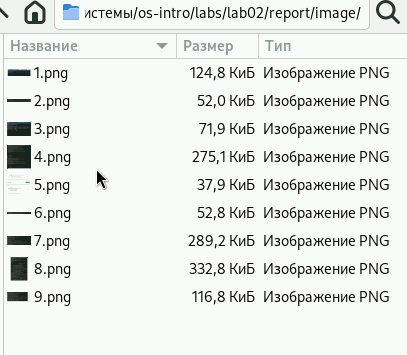 истемы/os-intro/labs/lab02/report/image/
Название Размер Тип
1.png 124,8 КиБ Изображение PNG
2.png 52,0 КиБ Изображение PNG
3.png 71,9 КиБ Изображение PNG
4.png 275,1 КиБ Изображение PNG
5.png 37,9 КиБ Изображение PNG
6.png 52,8 КиБ Изображение PNG
7.png 289,2 КиБ Изображение PNG
8.png 332,8 КиБ Изображение PNG
9.png 116,8 КиБ Изображение PNG